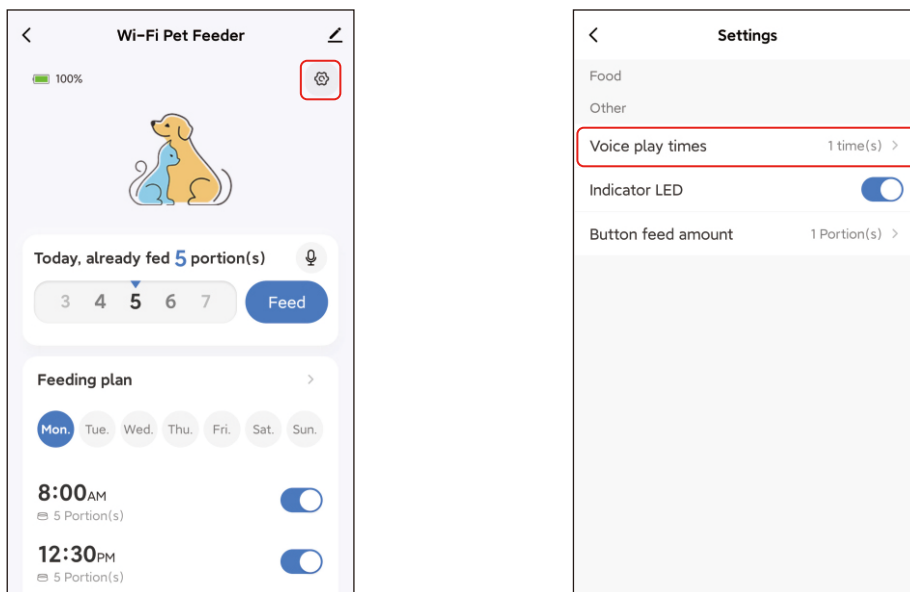 Wi-Fi Pet Feeder
100%
Today, already fed 5 portion(s)
3 4 5 6 7 Feed
Feeding plan
Mon. Tue. Wed. Thu. Fri. Sat. Sun.
8:00AM
5 Portion(s)
12:30PM
5 Portion(s)
Settings
Food
Other
Voice play times 1 time(s)
Indicator LED
Button feed amount 1 Portion(s)